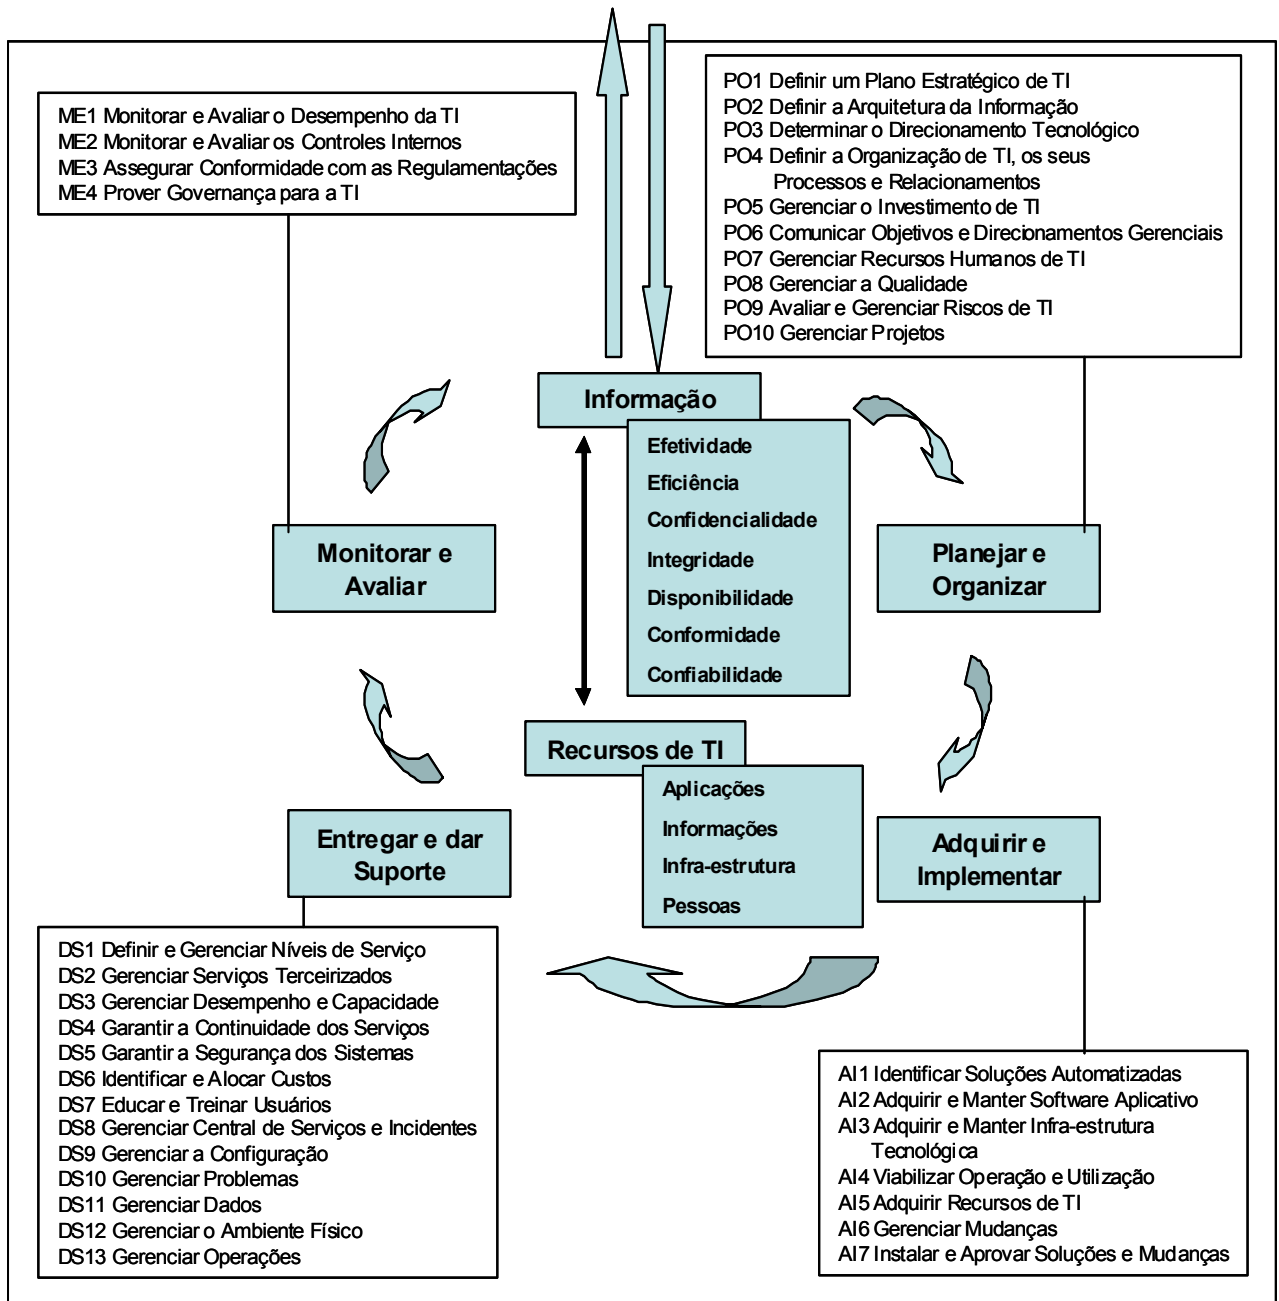 ME1 Monitorar e Avaliar o Desempenho da TI
ME2 Monitorar e Avaliar os Controles Internos
ME3 Assegurar Conformidade com as Regulamentações
ME4 Prover Governança para a TI
PO1 Definir um Plano Estratégico de TI
PO2 Definir a Arquitetura da Informação
PO3 Determinar o Direcionamento Tecnológico
PO4 Definir a Organização de TI, os seus
Processos e Relacionamentos
PO5 Gerenciar o Investimento de TI
PO6 Comunicar Objetivos e Direcionamentos Gerenciais
PO7 Gerenciar Recursos Humanos de TI
PO8 Gerenciar a Qualidade
PO9 Avaliar e Gerenciar Riscos de TI
PO10 Gerenciar Projetos
Informação
Efetividade
Eficiência
Confidencialidade
Integridade
Disponibilidade
Conformidade
Confiabilidade
Monitorar e
Avaliar
Planejar e
Organizar
Recursos de TI
Aplicações
Informações
Infra-estrutura
Pessoas
Entregar e dar
Suporte
Adquirir e
Implementar
DS1 Definir e Gerenciar Níveis de Serviço
DS2 Gerenciar Serviços Terceirizados
DS3 Gerenciar Desempenho e Capacidade
DS4 Garantir a Continuidade dos Serviços
DS5 Garantir a Segurança dos Sistemas
DS6 Identificar e Alocar Custos
DS7 Educar e Treinar Usuários
DS8 Gerenciar Central de Serviços e Incidentes
DS9 Gerenciar a Configuração
DS10 Gerenciar Problemas
DS11 Gerenciar Dados
DS12 Gerenciar o Ambiente Físico
DS13 Gerenciar Operações
AI1 Identificar Soluções Automatizadas
AI2 Adquirir e Manter Software Aplicativo
AI3 Adquirir e Manter Infra-estrutura
Tecnológica
AI4 Viabilizar Operação e Utilização
AI5 Adquirir Recursos de TI
AI6 Gerenciar Mudanças
AI7 Instalar e Aprovar Soluções e Mudanças